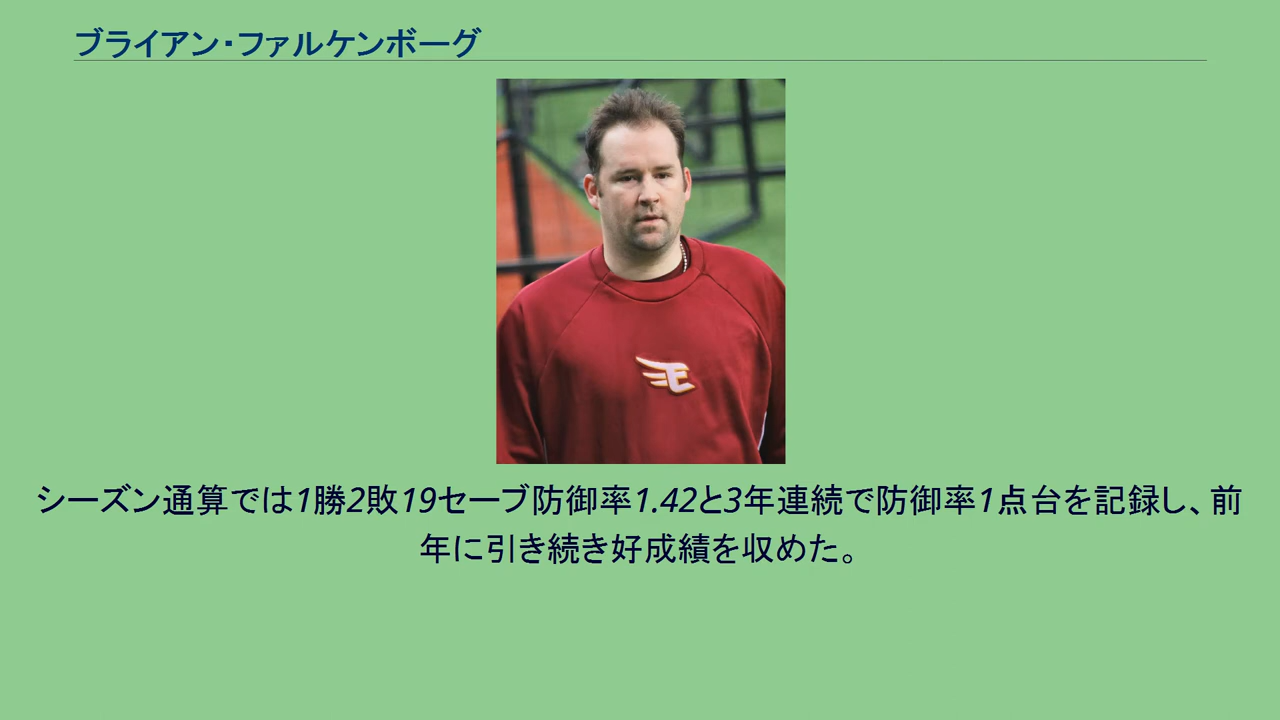 ブライアン・ファルケンボーグ
シーズン通算では1勝2敗19セーブ防御率1.42と3年連続で防御率1点台を記録し、前
年に引き続き好成績を収めた。